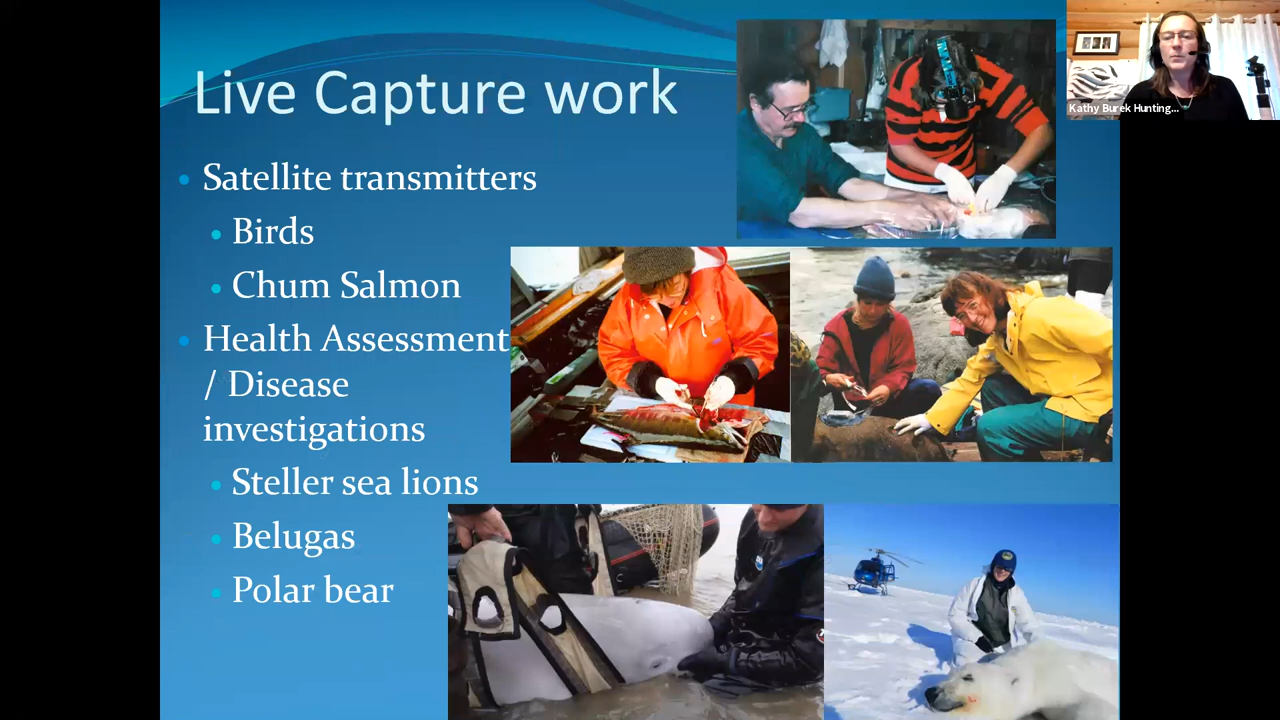 Live Capture work
Satellite transmitters
Birds
Chum Salmon
Health Assessment
/ Disease
investigations
Steller sea lions
Belugas
Polar bear
Kathy Burek Hunting...